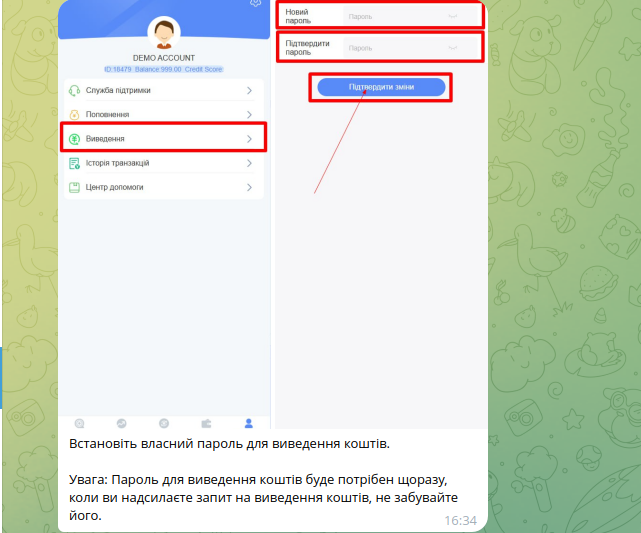 DEMO ACCOUNT
ID:16479 Balance 999.00 Credit Score:
Служба підтримки
Поповнення
Виведення
Історія транзакцій
Центр допомоги
Новий
пароль
Пароль
Підтвердити
пароль
Пароль
Підтвердити зміни
Встановіть власний пароль для виведення коштів.
Увага: Пароль для виведення коштів буде потрібен щоразу,
коли ви надсилаєте запит на виведення коштів, не забувайте
його.
16:34